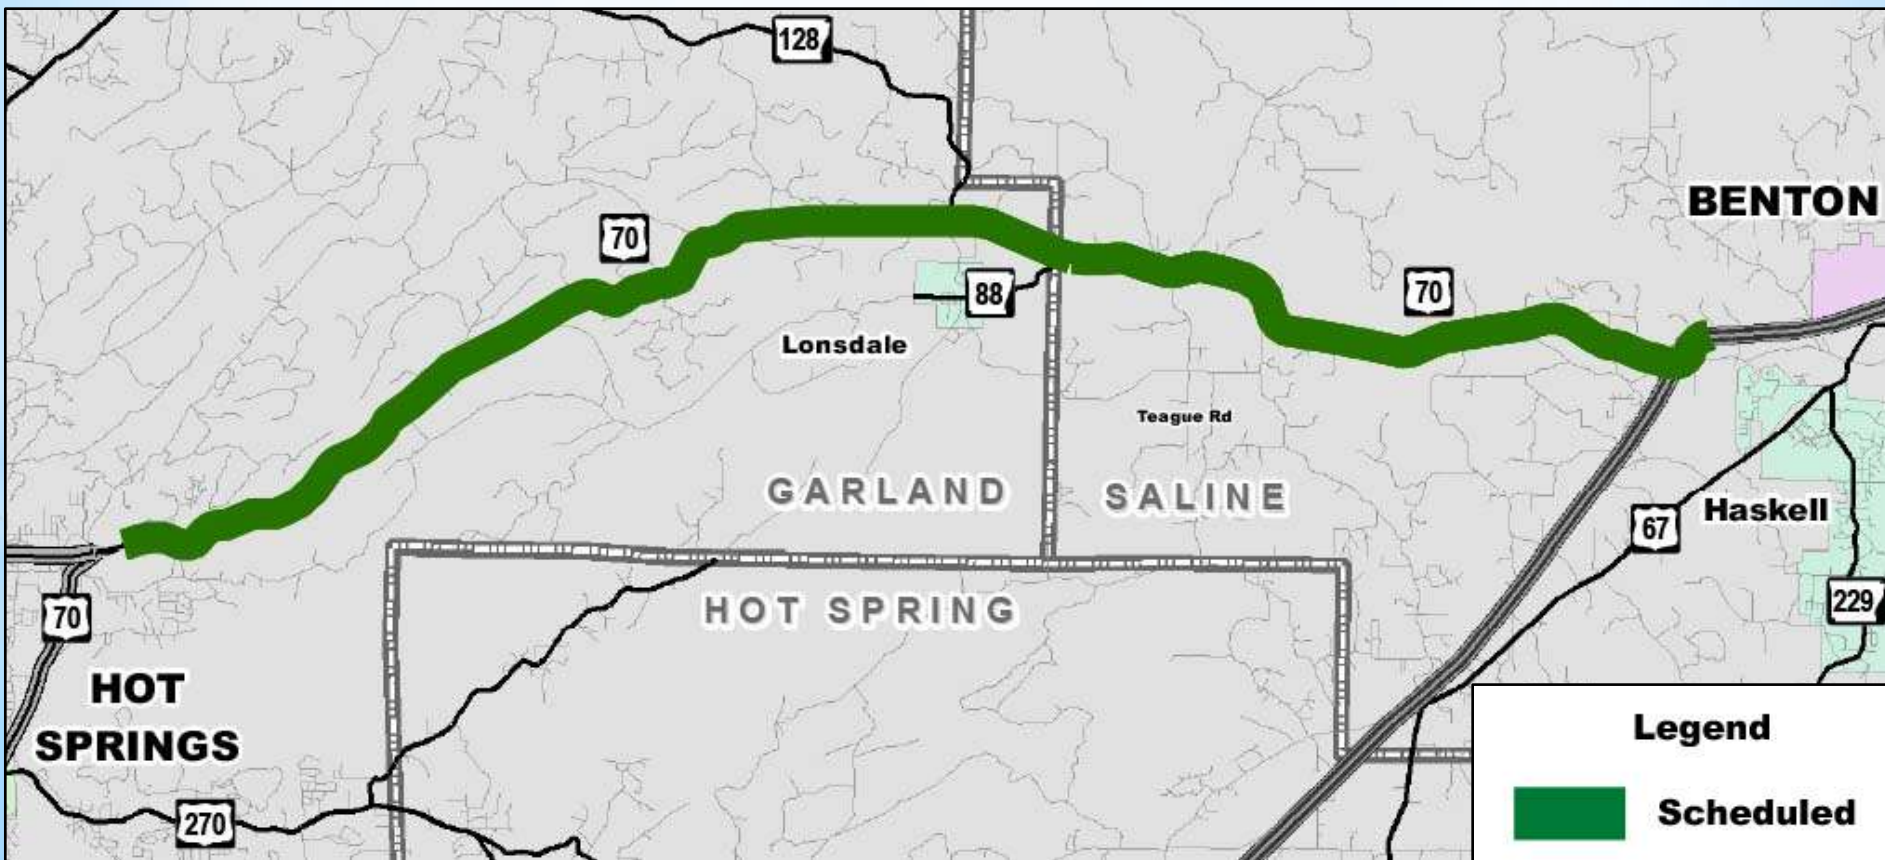 128
BENTON
70
70
88
Lonsdale
Teague Rd
GARLAND
SALINE
Haskell
67
229
70
HOT SPRING
HOT
SPRINGS
270
Legend
Scheduled